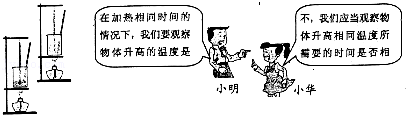 在加热相同时间的
情况下，我们要观察
物体升高的温度是
不，我们应当观察物
体升高相同温度所
需要的时间是否相
小明
小华